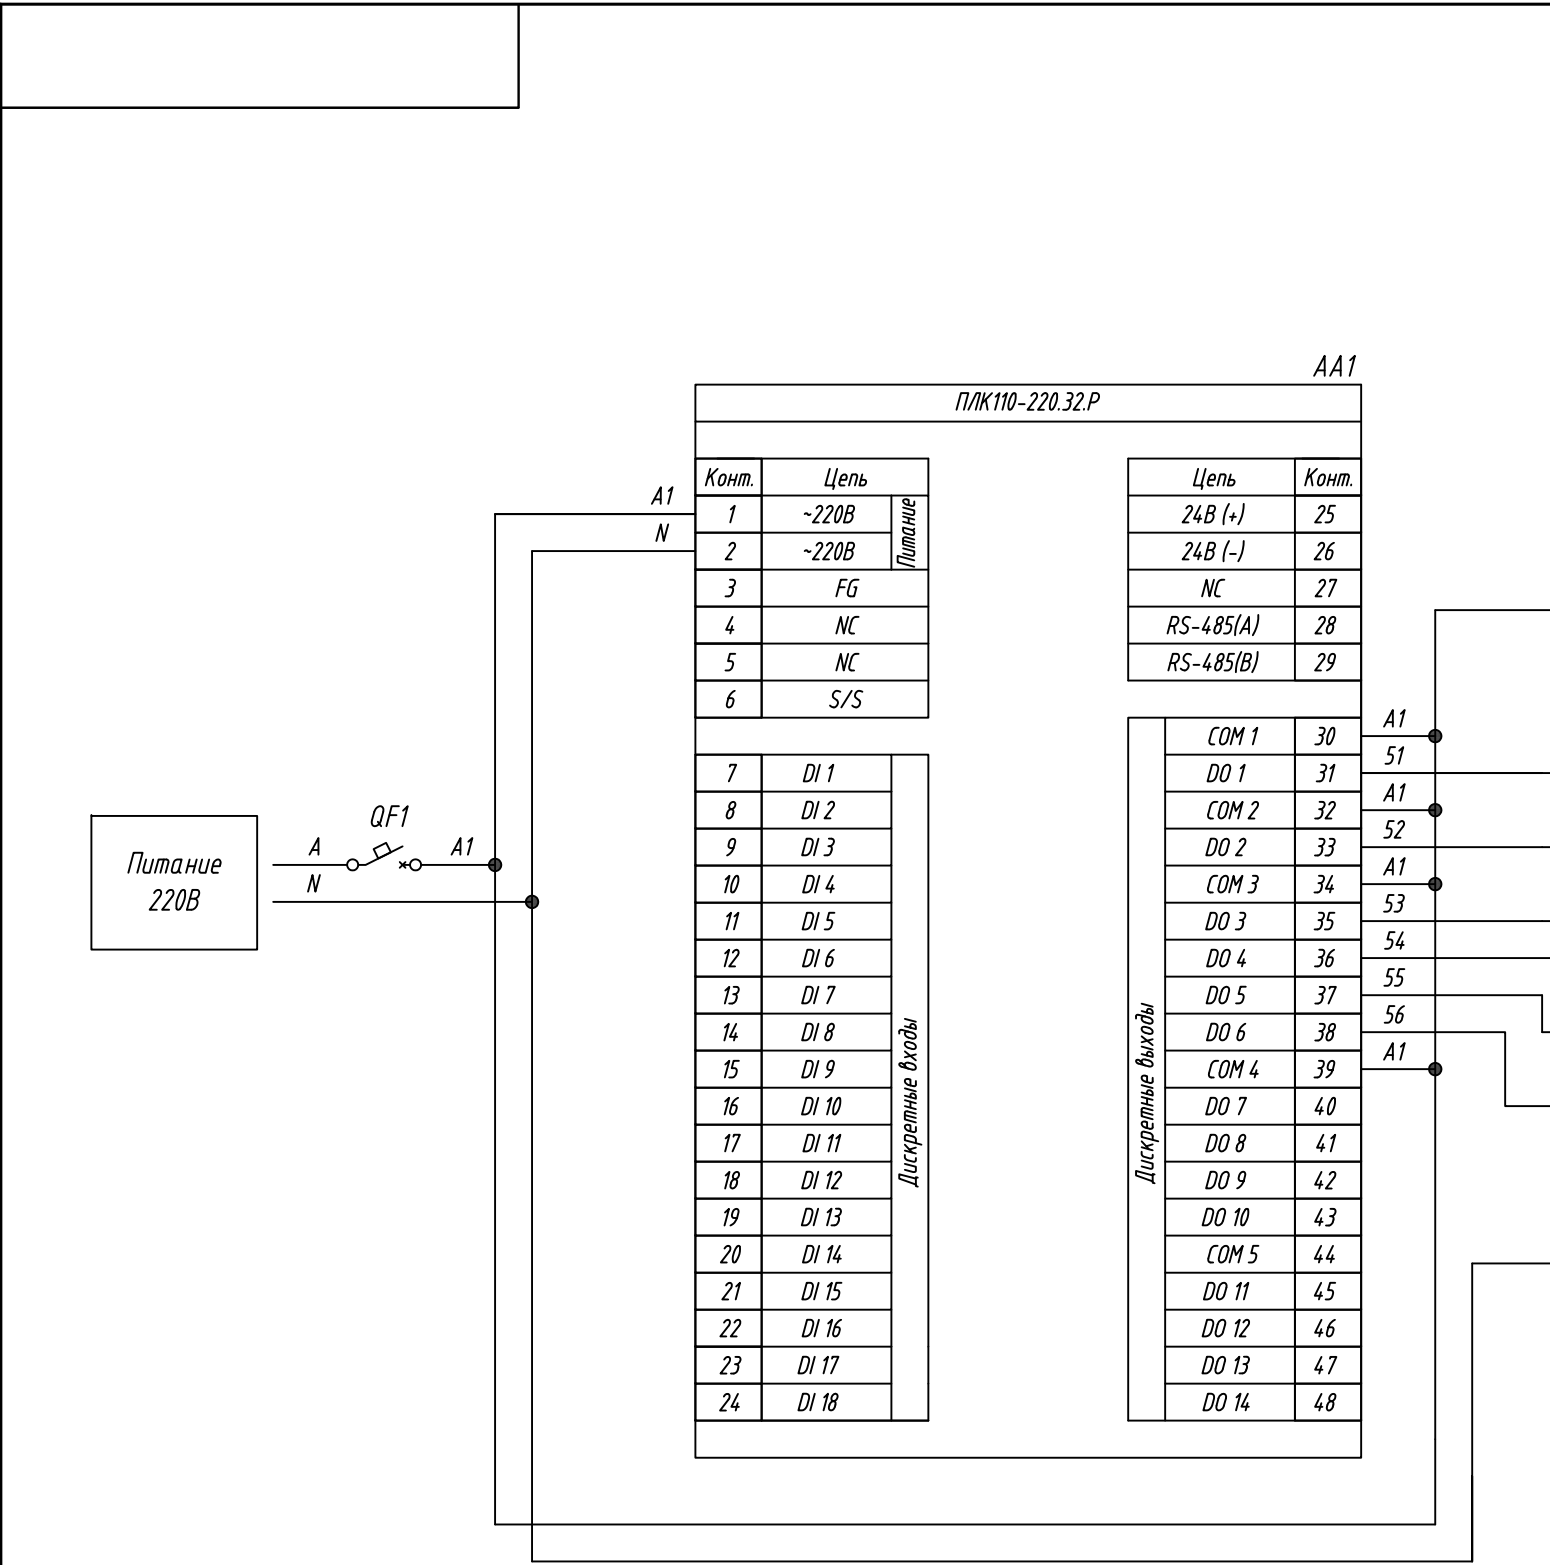 АА1
ПЛК110-220.32.Р
Конт. Цепь
1 ~220В
2 ~220В
Питание
3 FG
4 NC
5 NC
6 S/S
7 DI 1
8 DI 2
9 DI 3
10 DI 4
11 DI 5
12 DI 6
13 DI 7
14 DI 8
15 DI 9
16 DI 10
17 DI 11
18 DI 12
19 DI 13
20 DI 14
21 DI 15
22 DI 16
23 DI 17
24 DI 18
Дискретные входы
Цепь Конт.
24В (+) 25
24В (-) 26
NC 27
RS-485(A) 28
RS-485(B) 29
COM 1 30
DO 1 31
COM 2 32
DO 2 33
COM 3 34
DO 3 35
DO 4 36
DO 5 37
DO 6 38
COM 4 39
DO 7 40
DO 8 41
DO 9 42
DO 10 43
COM 5 44
DO 11 45
DO 12 46
DO 13 47
DO 14 48
Дискретные выходы
A1
N
A1
51
A1
52
A1
53
54
55
56
A1
Питание
220В
A
N
QF1
A1